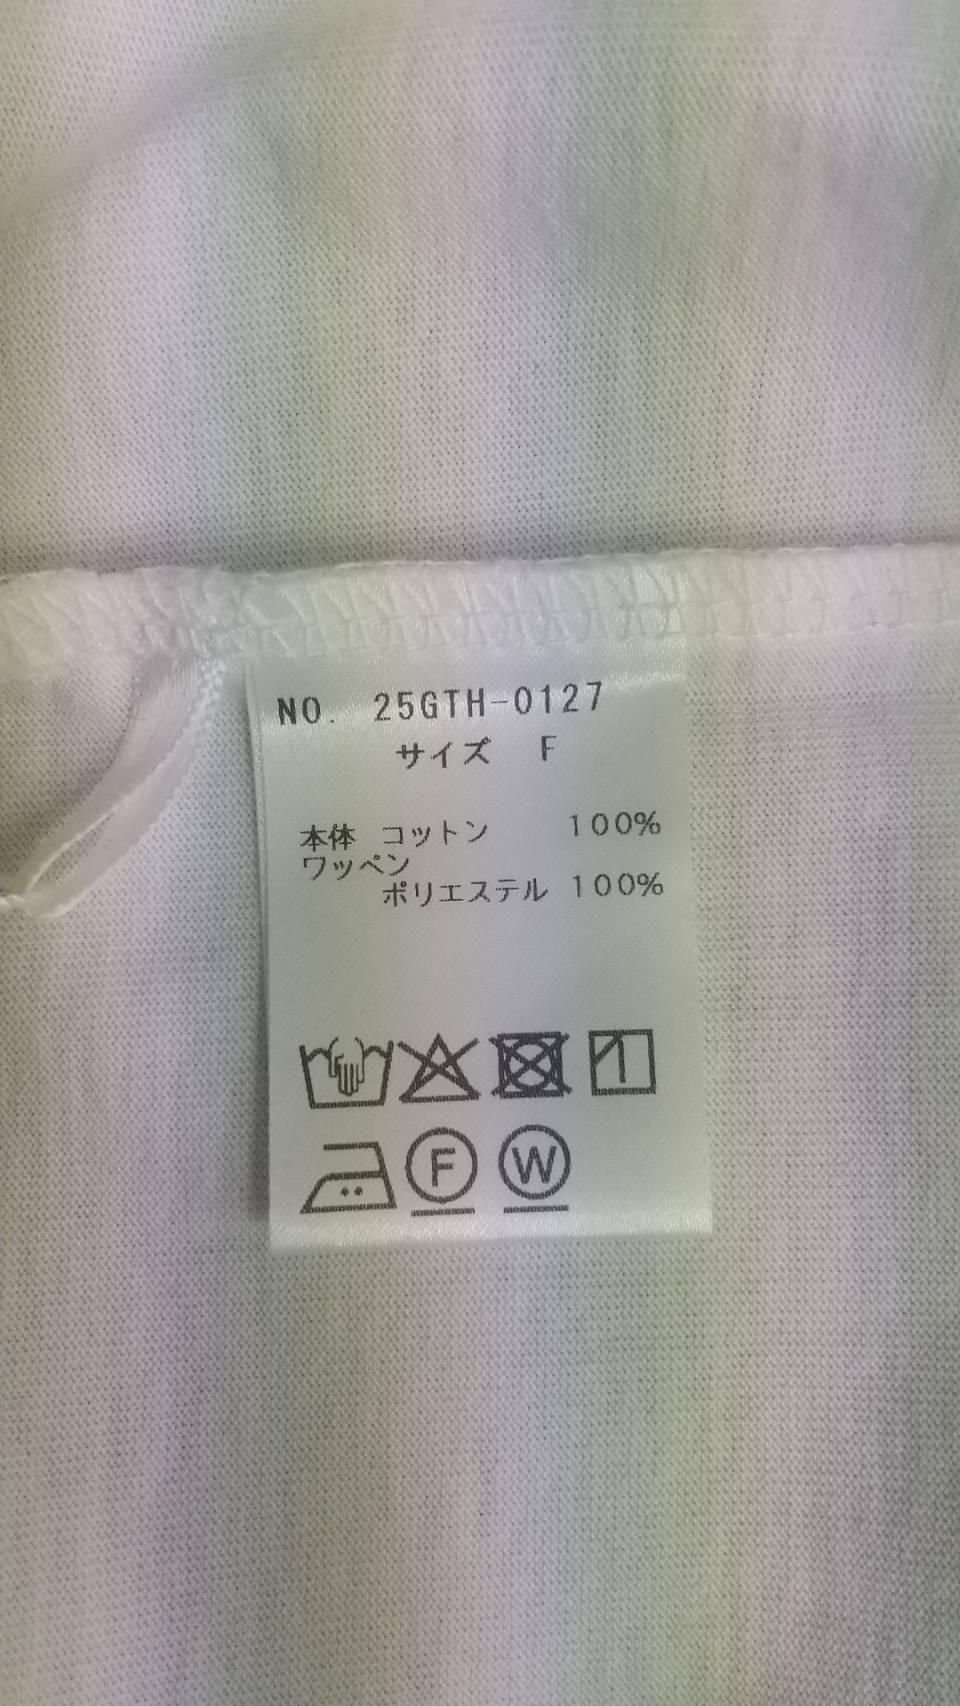 NO. 25GTH-0127
サイズ F
本体 コットン 100%
ワッペン
ポリエステル 100%
F W